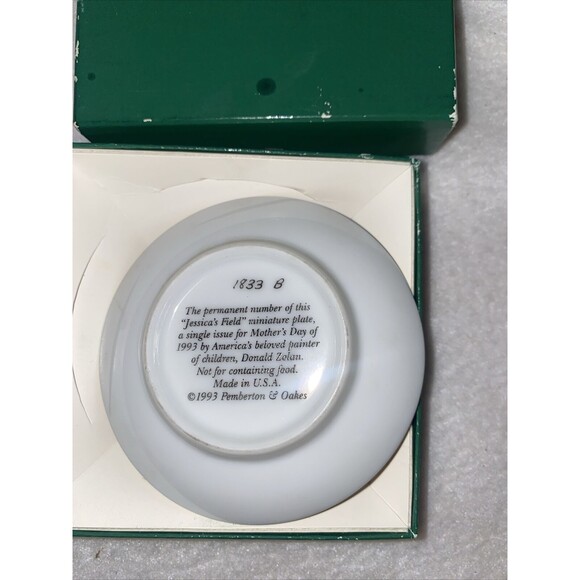 1833 B
The permanent number of this
"Jessica's Field" miniature plate,
a single issue for Mother's Day of
1993 by America's beloved painter
of children, Donald Zolan.
Not for containing food.
Made in U.S.A.
©1993 Pemberton & Oakes